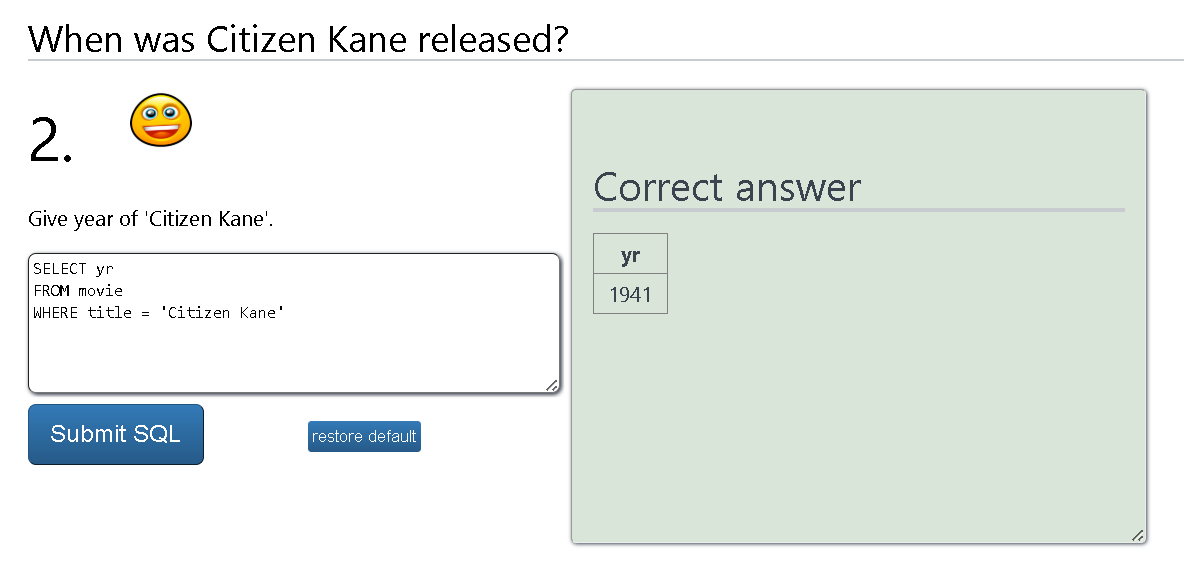 When was Citizen Kane released?
2.
Give year of 'Citizen Kane'.
SELECT yr
FROM movie
WHERE title = 'Citizen Kane'
Submit SQL
restore default
Correct answer
yr
1941